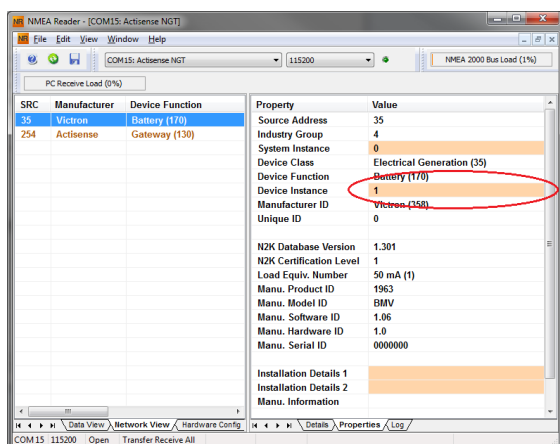 NMEA Reader - [COM15: Actisense NGT]
File Edit View Window Help
COM15: Actisense NGT 115200 NMEA 2000 Bus Load (1%)
PC Receive Load (0%)
SRC Manufacturer Device Function
35 Victron Battery (170)
254 Actisense Gateway (130)
Property Value
Source Address 35
Industry Group 4
System Instance 0
Device Class Electrical Generation (35)
Device Function Battery (170)
Device Instance 1
Manufacturer ID Victron (358)
Unique ID 0
N2K Database Version 1.301
N2K Certification Level 1
Load Equiv. Number 50 mA (1)
Manu. Product ID 1963
Manu. Model ID BMV
Manu. Software ID 1.06
Manu. Hardware ID 1.0
Manu. Serial ID 0000000
Installation Details 1
Installation Details 2
Manu. Information
Data View Network View Hardware Config Details Properties Log
COM 15 115200 Open Transfer Receive All